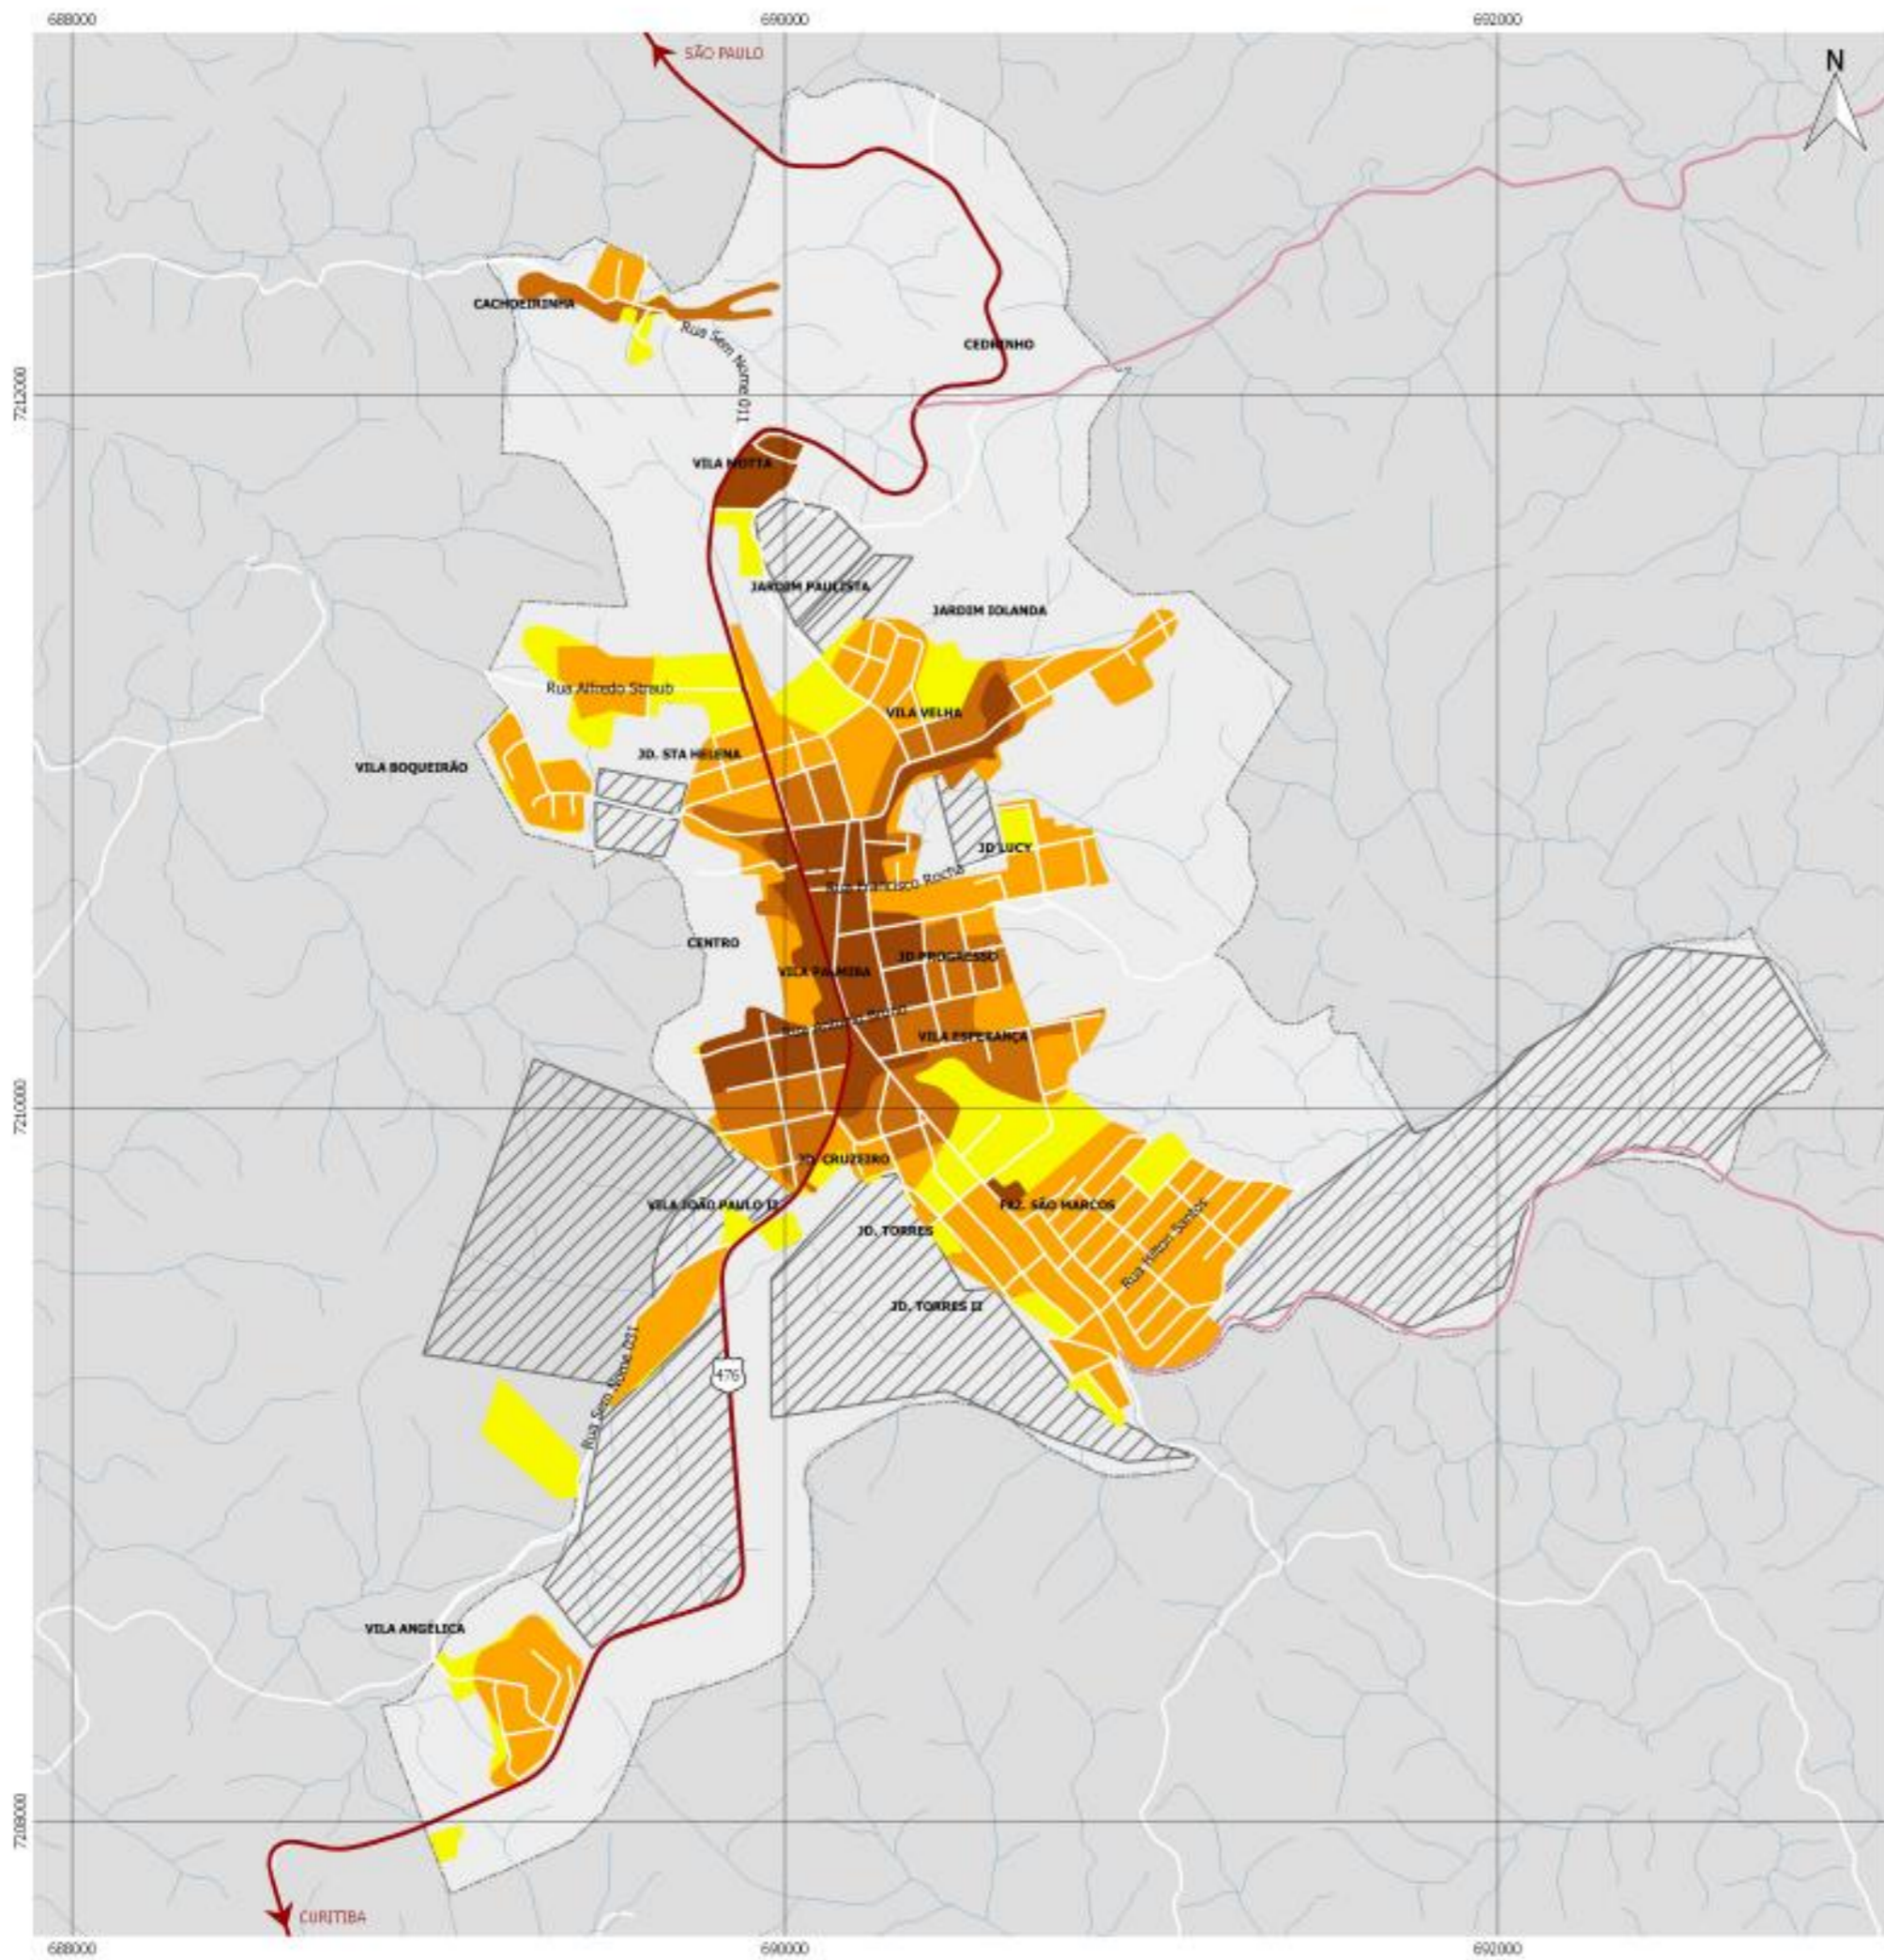 688000 690000 692000
SÃO PAULO
N
CACHOEIRINHA
Rua Sem Nome 011
CEDRINHO
7212000
VILA MOTTA
JARDIM PAULISTA
JARDIM IOLANDA
Rua Alfredo Straub
VILA VELHA
JD. STA HELENA
VILA BOQUEIRÃO
JD LUCY
Rua Francisco Rocha
CENTRO
JD PROGRESSO
VILA PALMIRA
Rua
VILA ESPERANÇA
7210000
JD. CRUZEIRO
VILA JOÃO PAULO II
FAZ. SÃO MARCOS
JD. TORRES
Rua Hilton Santos
JD. TORRES II
Rua Sem Nome 031
476
VILA ANGÉLICA
7208000
CURITIBA
688000 690000 692000